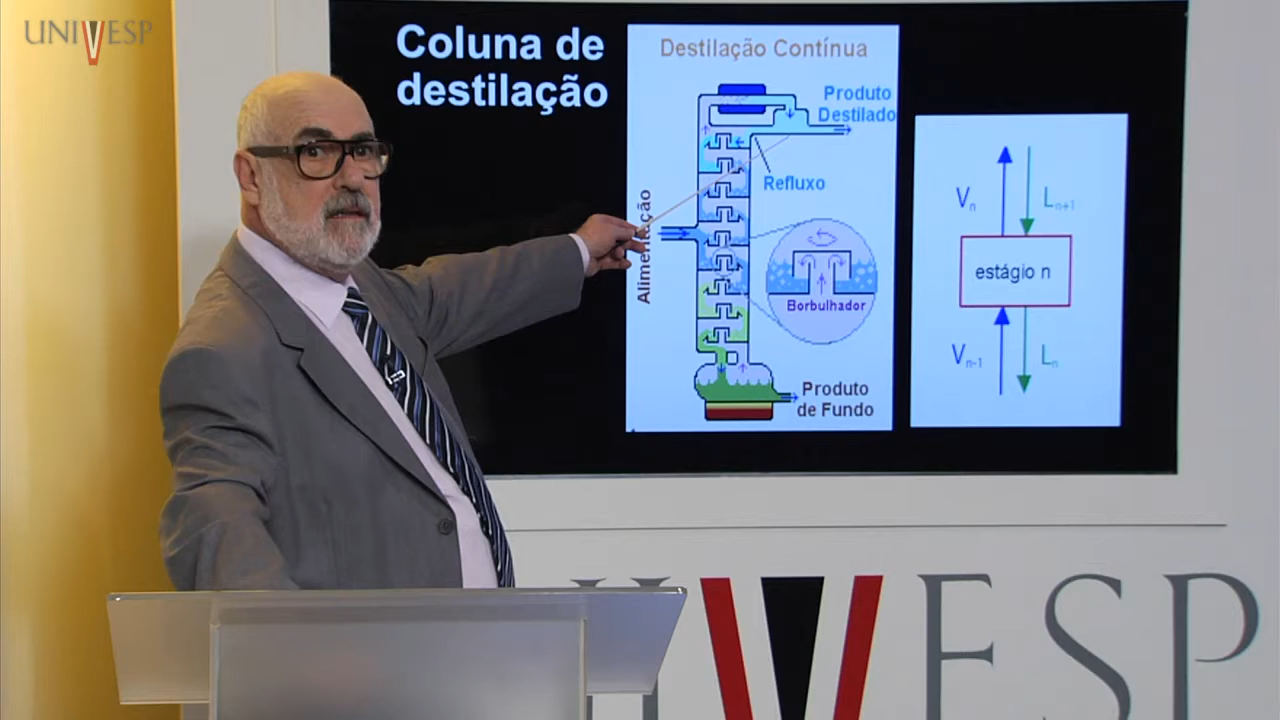 UNIVESP
Coluna de
destilação
Destilação Contínua
Produto
Destilado
Refluxo
Alimentação
Borbulhador
Produto
de Fundo
Vn
Ln+1
estágio n
Vn-1
Ln
UNIVESP